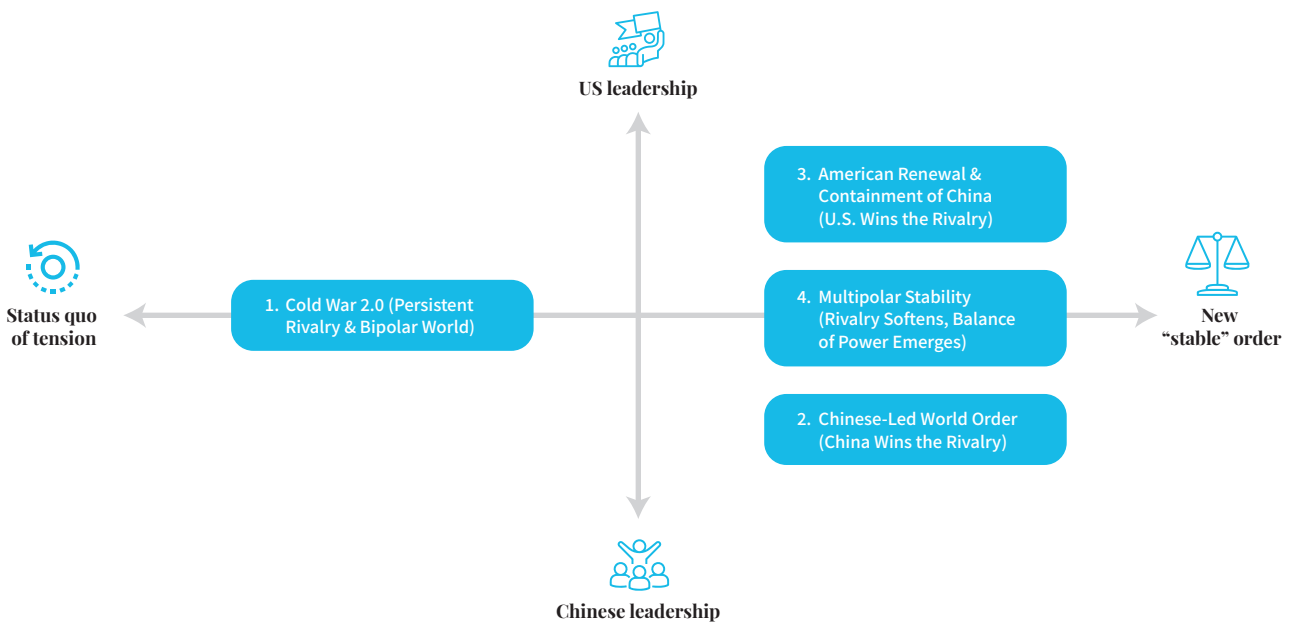 US leadership
3. American Renewal &
Containment of China
(U.S. Wins the Rivalry)
Status quo
of tension
1. Cold War 2.0 (Persistent
Rivalry & Bipolar World)
4. Multipolar Stability
(Rivalry Softens, Balance
of Power Emerges)
New
“stable” order
2. Chinese-Led World Order
(China Wins the Rivalry)
Chinese leadership